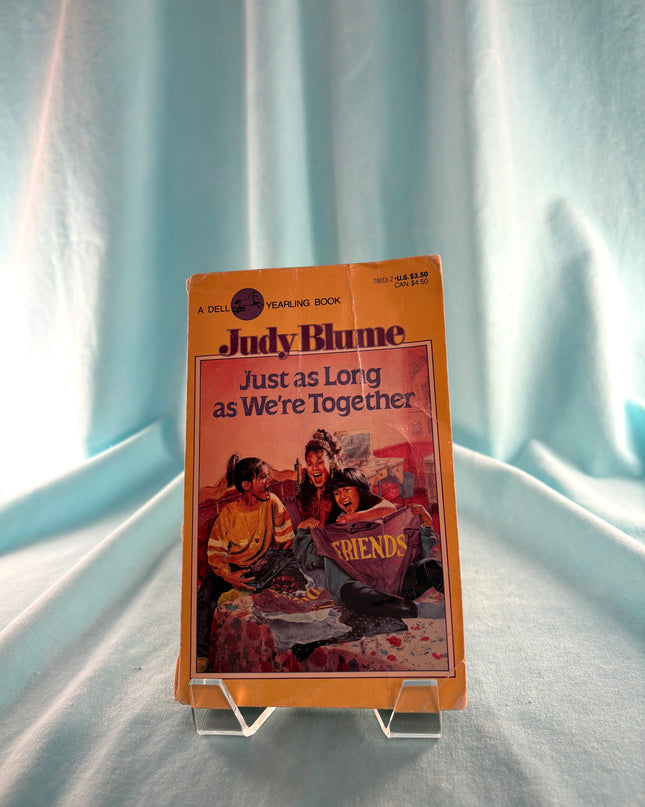 A DELL YEARLING BOOK
70013-2 • U.S. $3.50
CAN. $4.50
Judy Blume
Just as Long
as We're Together
FRIENDS